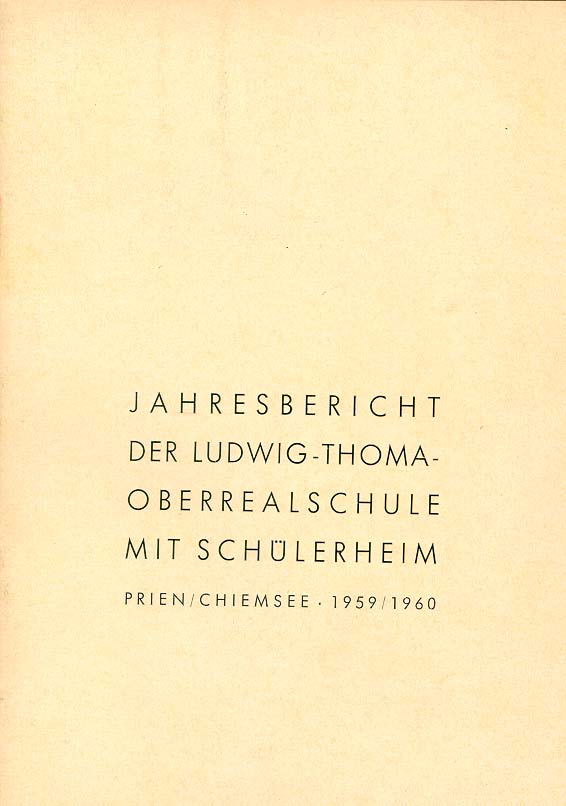 JAHRESBERICHT
DER LUDWIG-THOMA-
OBERREALSCHULE
MIT SCHÜLERHEIM
PRIEN/CHIEMSEE · 1959/1960